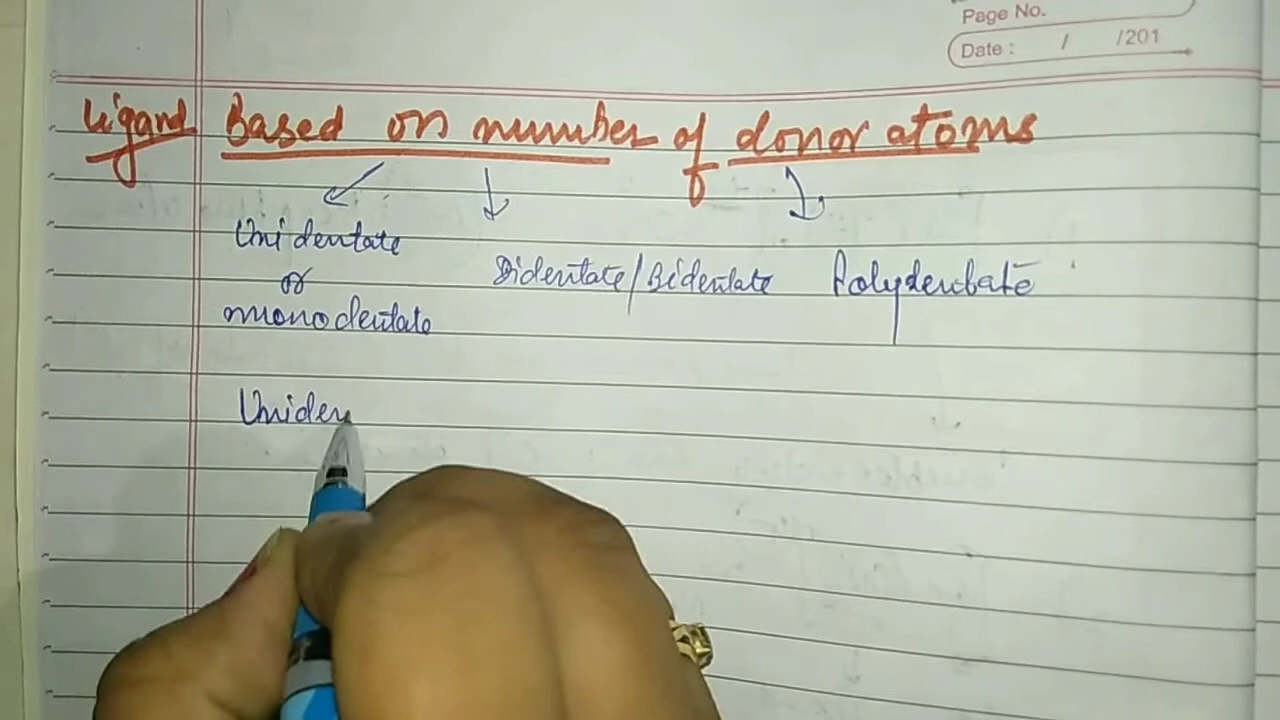 Page No.
Date : / /201
Ligand Based on number of donor atoms
Unidentate
or
monodentate
Didentate/Bidentate
Polydentate
Uniden